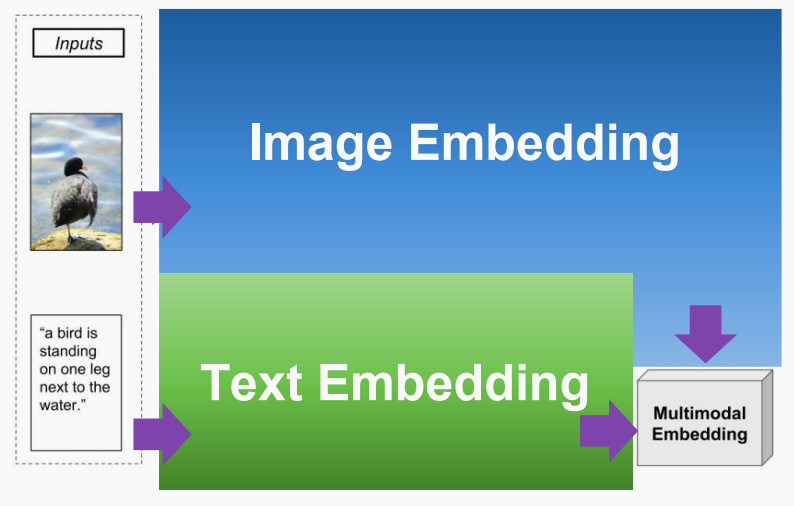 Inputs
Image Embedding
“a bird is
standing
on one leg
next to the
water.”
Text Embedding
Multimodal
Embedding